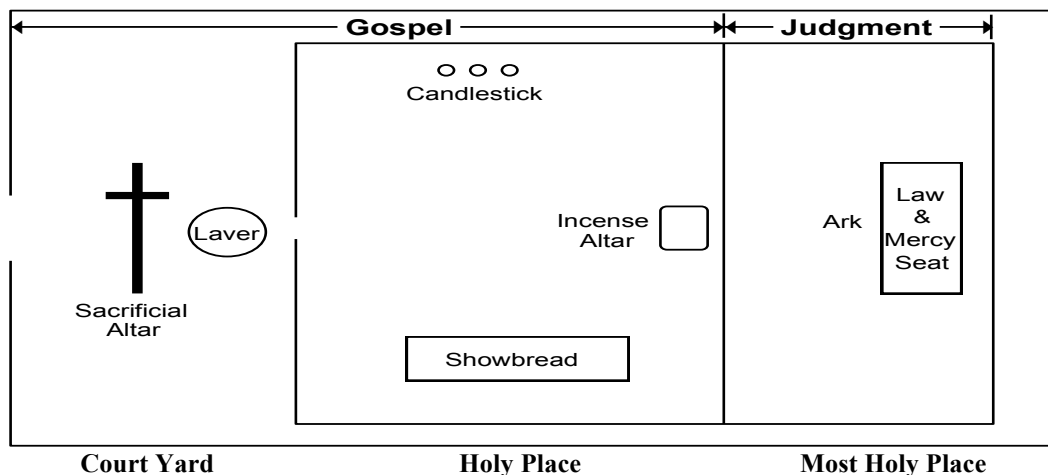 Gospel
Judgment
Candlestick
Laver
Sacrificial
Altar
Incense
Altar
Showbread
Ark
Law
&
Mercy
Seat
Court Yard
Holy Place
Most Holy Place